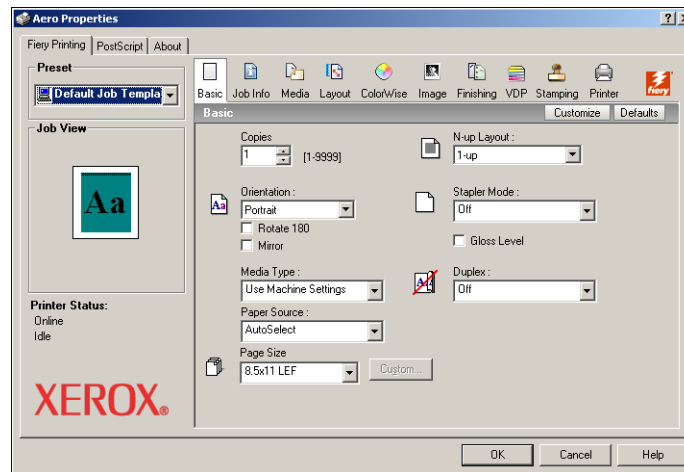 Aero Properties
Fiery Printing PostScript About
Preset
Default Job Templa
Job View
Aa
Printer Status:
Online
Idle
XEROX®
Basic Job Info Media Layout ColorWise Image Finishing VDP Stamping Printer
fiery
Basic Customize Defaults
Copies
1 [1-9999]
Orientation :
Aa Portrait
Rotate 180
Mirror
Media Type :
Use Machine Settings
Paper Source :
AutoSelect
Page Size
8.5x11 LEF Custom...
N-up Layout :
1-up
Stapler Mode :
Off
Gloss Level
Duplex :
Off
OK Cancel Help